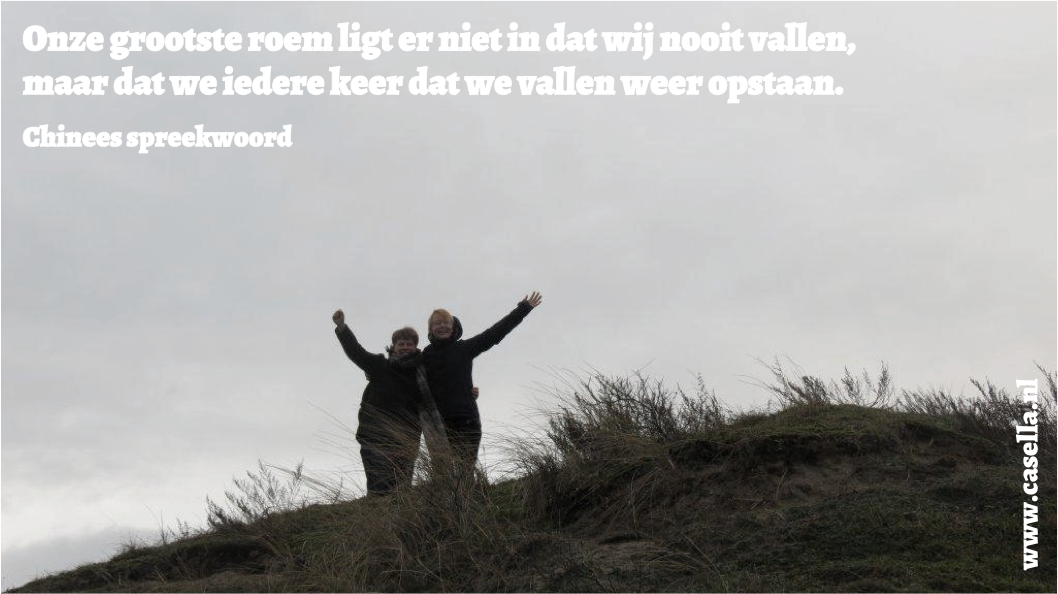 Onze grootste roem ligt er niet in dat wij nooit vallen,
maar dat we iedere keer dat we vallen weer opstaan.
Chinees spreekwoord
www.casella.nl